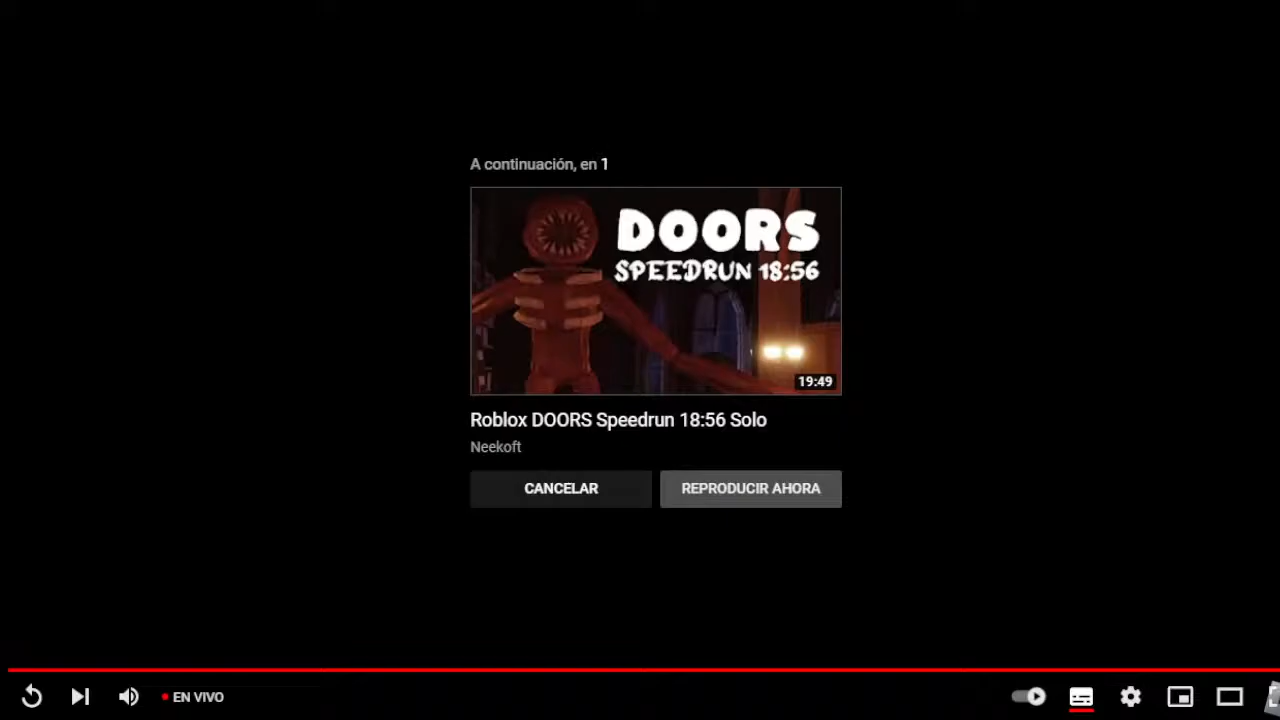 A continuación, en 1
DOORS
SPEEDRUN 18:56
19:49
Roblox DOORS Speedrun 18:56 Solo
Neekoft
CANCELAR
REPRODUCIR AHORA
EN VIVO